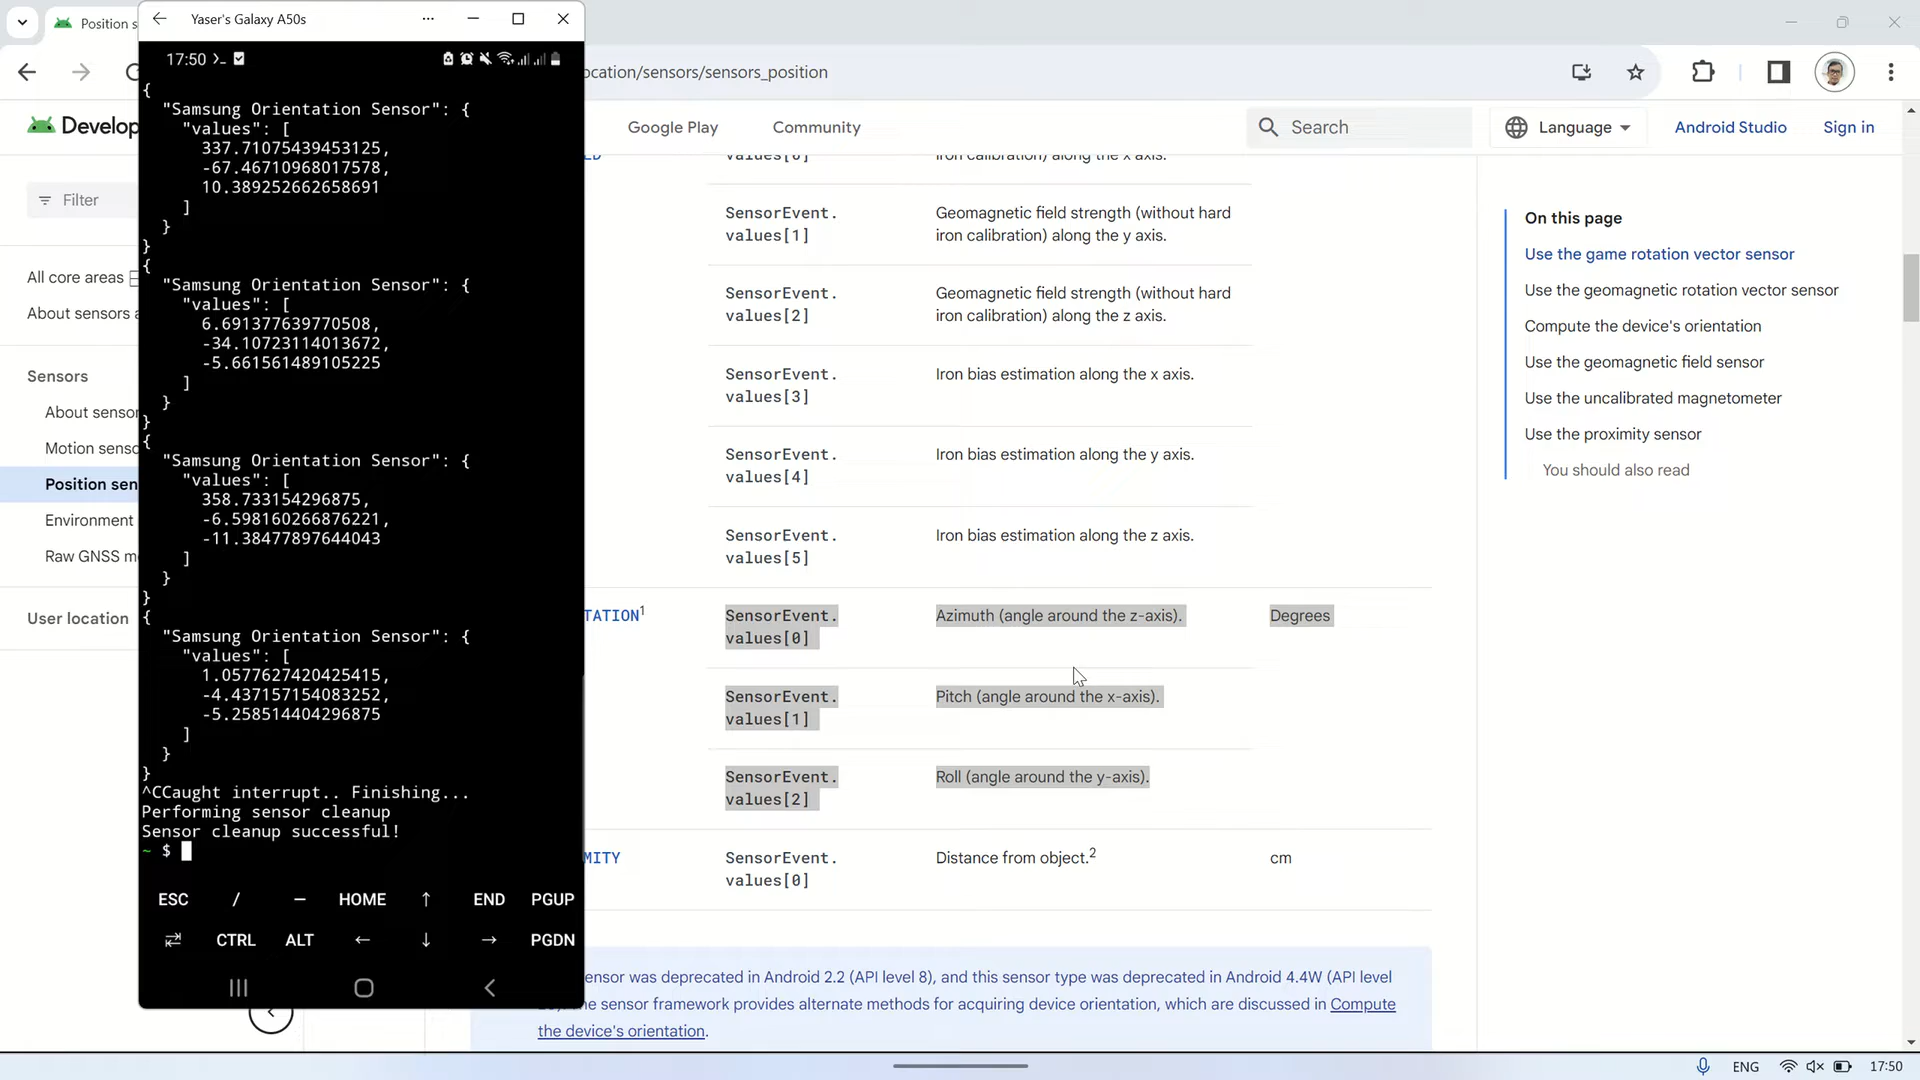 Position s
Yaser's Galaxy A50s
ocation/sensors/sensors_position
17:50
Develop
Google Play
Community
Search
Language
Android Studio
Sign in
Filter
All core areas
About sensors a
Sensors
About senso
Motion senso
Position sen
Environment
Raw GNSS m
User location
{
"Samsung Orientation Sensor": {
"values": [
337.71075439453125,
-67.46710968017578,
10.389252662658691
]
}
}
{
"Samsung Orientation Sensor": {
"values": [
6.691377639770508,
-34.10723114013672,
-5.661561489105225
]
}
}
{
"Samsung Orientation Sensor": {
"values": [
358.733154296875,
-6.598160266876221,
-11.38477897644043
]
}
}
{
"Samsung Orientation Sensor": {
"values": [
1.0577627420425415,
-4.437157154083252,
-5.258514404296875
]
}
}
^CCaught interrupt.. Finishing...
Performing sensor cleanup
Sensor cleanup successful!
~ $
ESC / — HOME ↑ END PGUP
⇄ CTRL ALT ← ↓ → PGDN
ED
values[0]
iron calibration) along the x axis.
SensorEvent.
values[1]
Geomagnetic field strength (without hard
iron calibration) along the y axis.
SensorEvent.
values[2]
Geomagnetic field strength (without hard
iron calibration) along the z axis.
SensorEvent.
values[3]
Iron bias estimation along the x axis.
SensorEvent.
values[4]
Iron bias estimation along the y axis.
SensorEvent.
values[5]
Iron bias estimation along the z axis.
TATION1
SensorEvent.
values[0]
Azimuth (angle around the z-axis).
Degrees
SensorEvent.
values[1]
Pitch (angle around the x-axis).
SensorEvent.
values[2]
Roll (angle around the y-axis).
MITY
SensorEvent.
values[0]
Distance from object.2
cm
ensor was deprecated in Android 2.2 (API level 8), and this sensor type was deprecated in Android 4.4W (API level
he sensor framework provides alternate methods for acquiring device orientation, which are discussed in Compute
the device's orientation.
On this page
Use the game rotation vector sensor
Use the geomagnetic rotation vector sensor
Compute the device's orientation
Use the geomagnetic field sensor
Use the uncalibrated magnetometer
Use the proximity sensor
You should also read
ENG
17:50